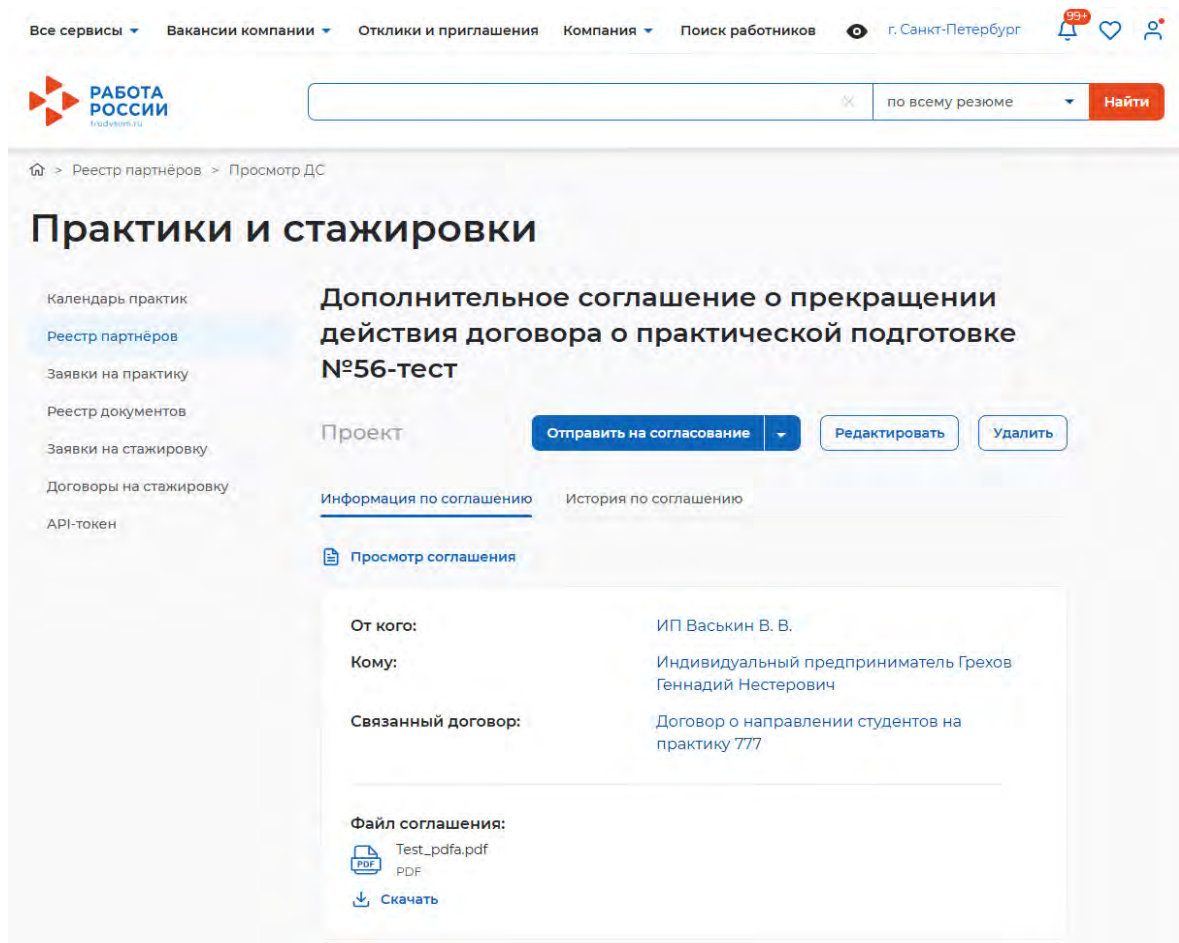 Все сервисы Вакансии компании Отклики и приглашения Компания Поиск работников г. Санкт-Петербург 99+
РАБОТА
РОССИИ
trudvsem.ru
по всему резюме Найти
> Реестр партнёров > Просмотр ДС
Практики и стажировки
Календарь практик
Реестр партнёров
Заявки на практику
Реестр документов
Заявки на стажировку
Договоры на стажировку
API-токен
Дополнительное соглашение о прекращении
действия договора о практической подготовке
№56-тест
Проект Отправить на согласование Редактировать Удалить
Информация по соглашению История по соглашению
Просмотр соглашения
От кого: ИП Васькин В. В.
Кому: Индивидуальный предприниматель Грехов
Геннадий Нестерович
Связанный договор: Договор о направлении студентов на
практику 777
Файл соглашения:
Test_pdfa.pdf
PDF
PDF
Скачать